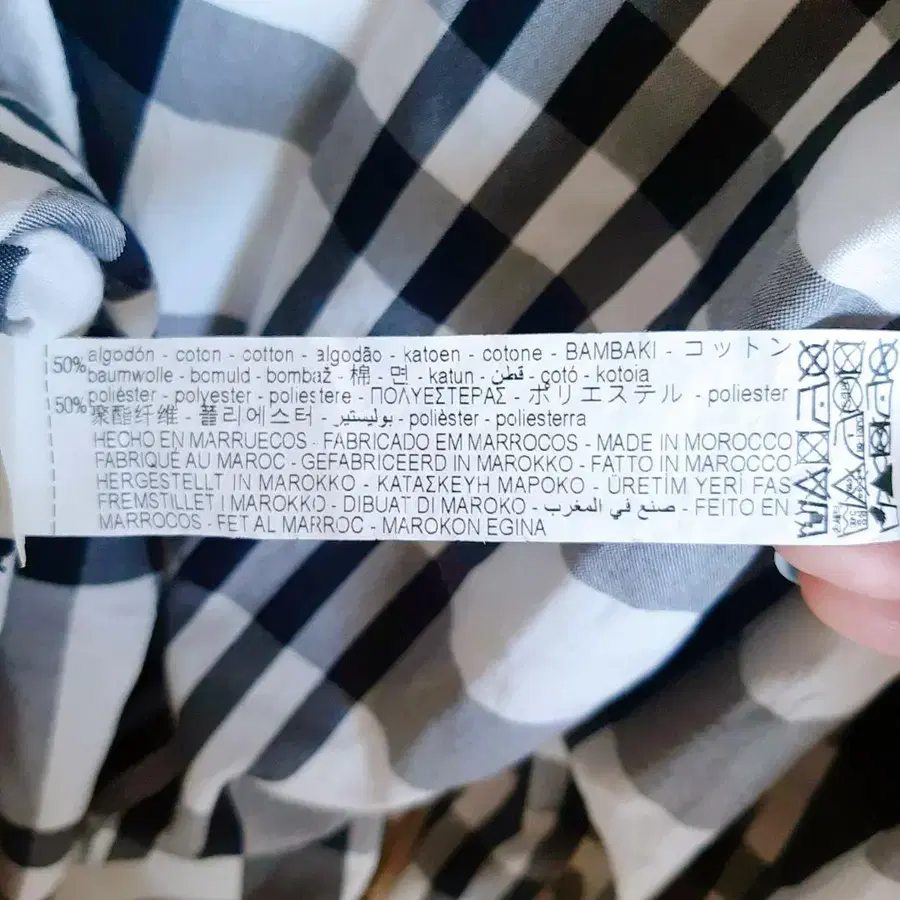 50% algodón - coton - cotton - algodão - katoen - cotone - BAMBAKI - コットン
baumwolle - bomuld - bombaž - 棉 - 면 - katun - قطن - cotó - kotoia
50% poliéster - polyester - poliestere - ΠΟΛΥΕΣΤΕΡΑΣ - ポリエステル - poliester
聚酯纤维 - 폴리에스터 - بوليستير - polièster - poliesterra
HECHO EN MARRUECOS - FABRICADO EM MARROCOS - MADE IN MOROCCO
FABRIQUÉ AU MAROC - GEFABRICEERD IN MAROKKO - FATTO IN MAROCCO
HERGESTELLT IN MAROKKO - ΚΑΤΑΣΚΕΥΗ ΜΑΡΟΚΟ - ÜRETİM YERİ FAS
FREMSTILLET I MAROKKO - DIBUAT DI MAROKO - صنع في المغرب - FEITO EN
MARROCOS - FET AL MARROC - MAROKON EGINA